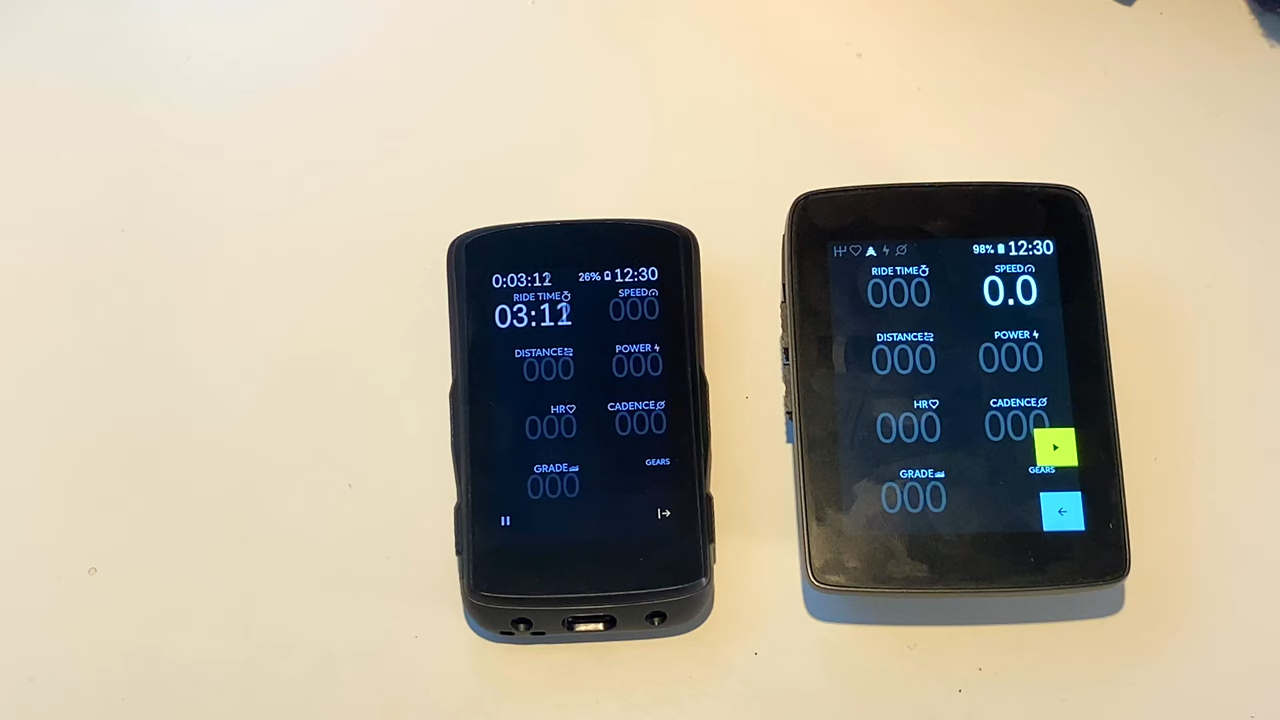 0:03:11 26% 12:30
RIDE TIME SPEED
03:11 000
DISTANCE POWER
000 000
HR CADENCE
000 000
GRADE GEARS
000
98% 12:30
RIDE TIME SPEED
000 0.0
DISTANCE POWER
000 000
HR CADENCE
000 000
GRADE GEARS
000